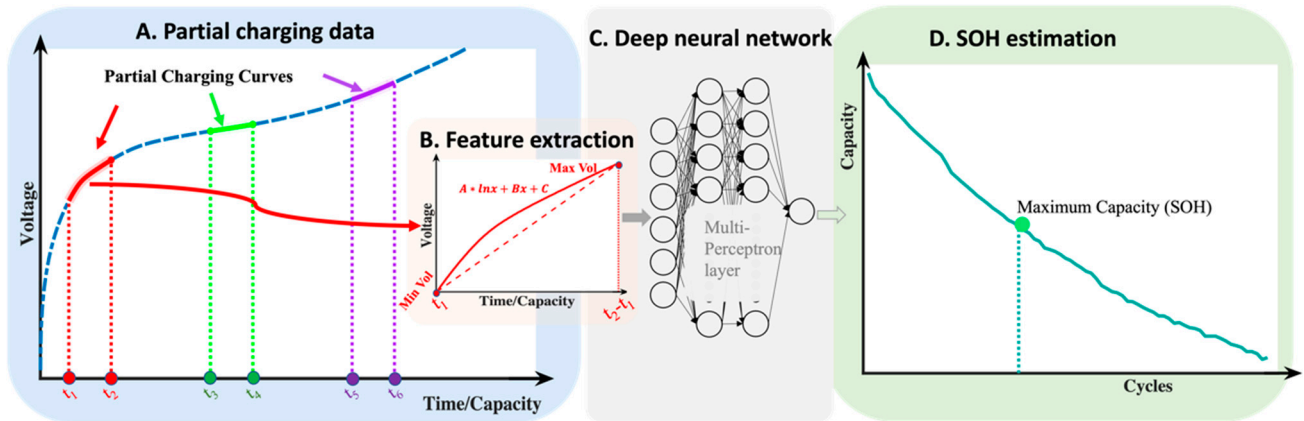 A. Partial charging data
Partial Charging Curves
Voltage
t1
t2
t3
t4
t5
t6
Time/Capacity
B. Feature extraction
Max Vol
A * lnx + Bx + C
Voltage
Min Vol
t1
Time/Capacity
t2-t1
C. Deep neural network
Multi-
Perceptron
layer
D. SOH estimation
Capacity
Maximum Capacity (SOH)
Cycles